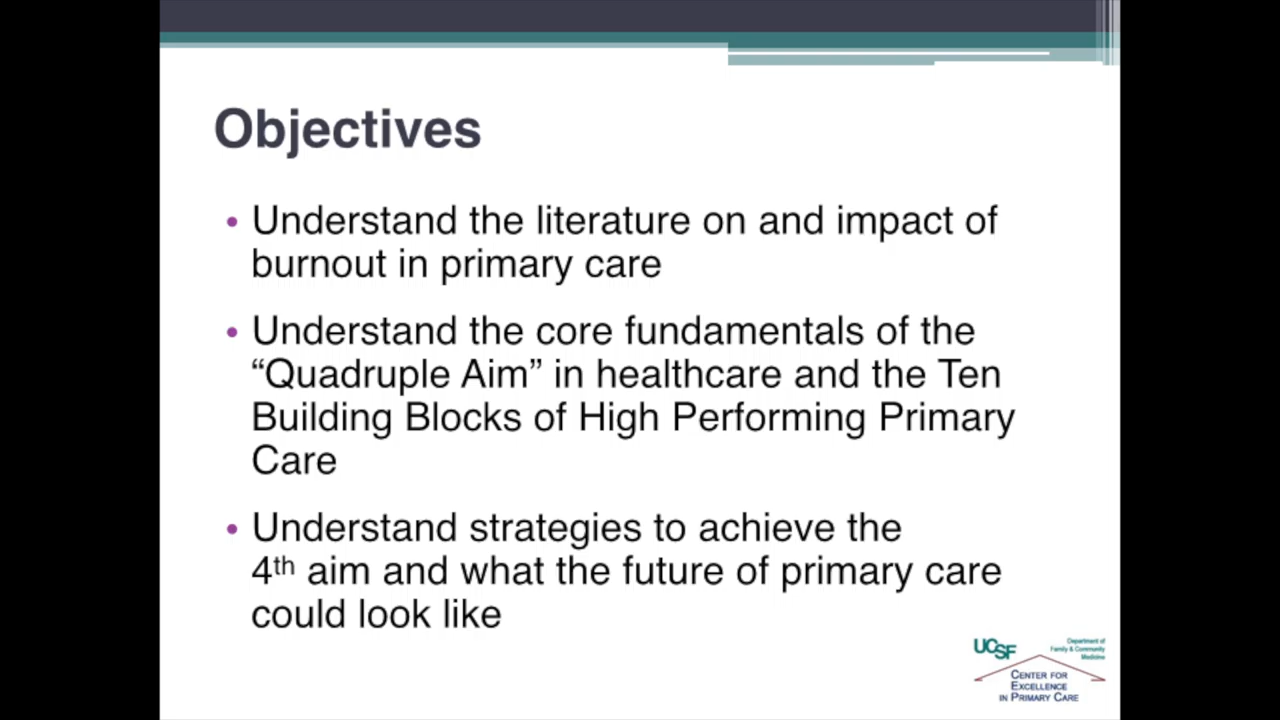 Objectives
• Understand the literature on and impact of
burnout in primary care
• Understand the core fundamentals of the
“Quadruple Aim” in healthcare and the Ten
Building Blocks of High Performing Primary
Care
• Understand strategies to achieve the
4th aim and what the future of primary care
could look like
UCSF
Department of
Family & Community
Medicine
CENTER FOR
EXCELLENCE
IN PRIMARY CARE